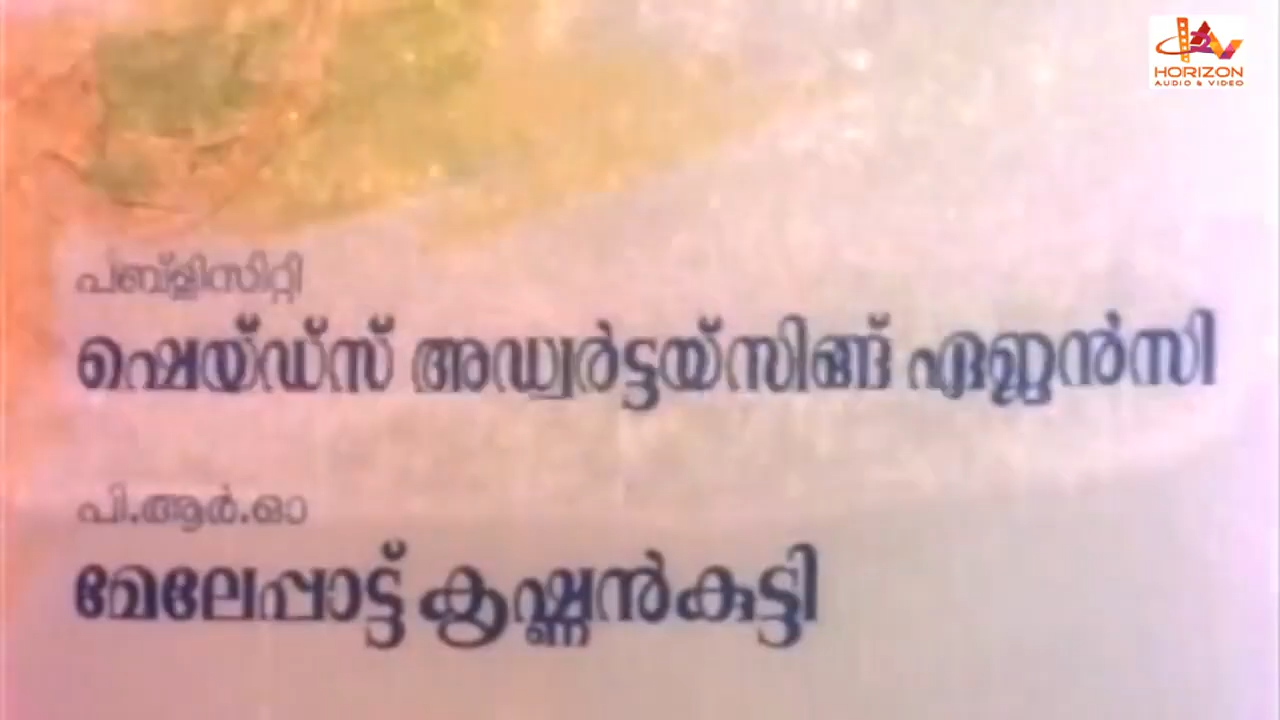 HORIZON
AUDIO & VIDEO
പബ്ളിസിറ്റി
ഷെയ്ഡ്സ് അഡ്വർട്ടയ്സിങ്ങ് ഏജൻസി
പി.ആർ.ഓ
മേലേപ്പാട്ട് കൃഷ്ണൻകുട്ടി